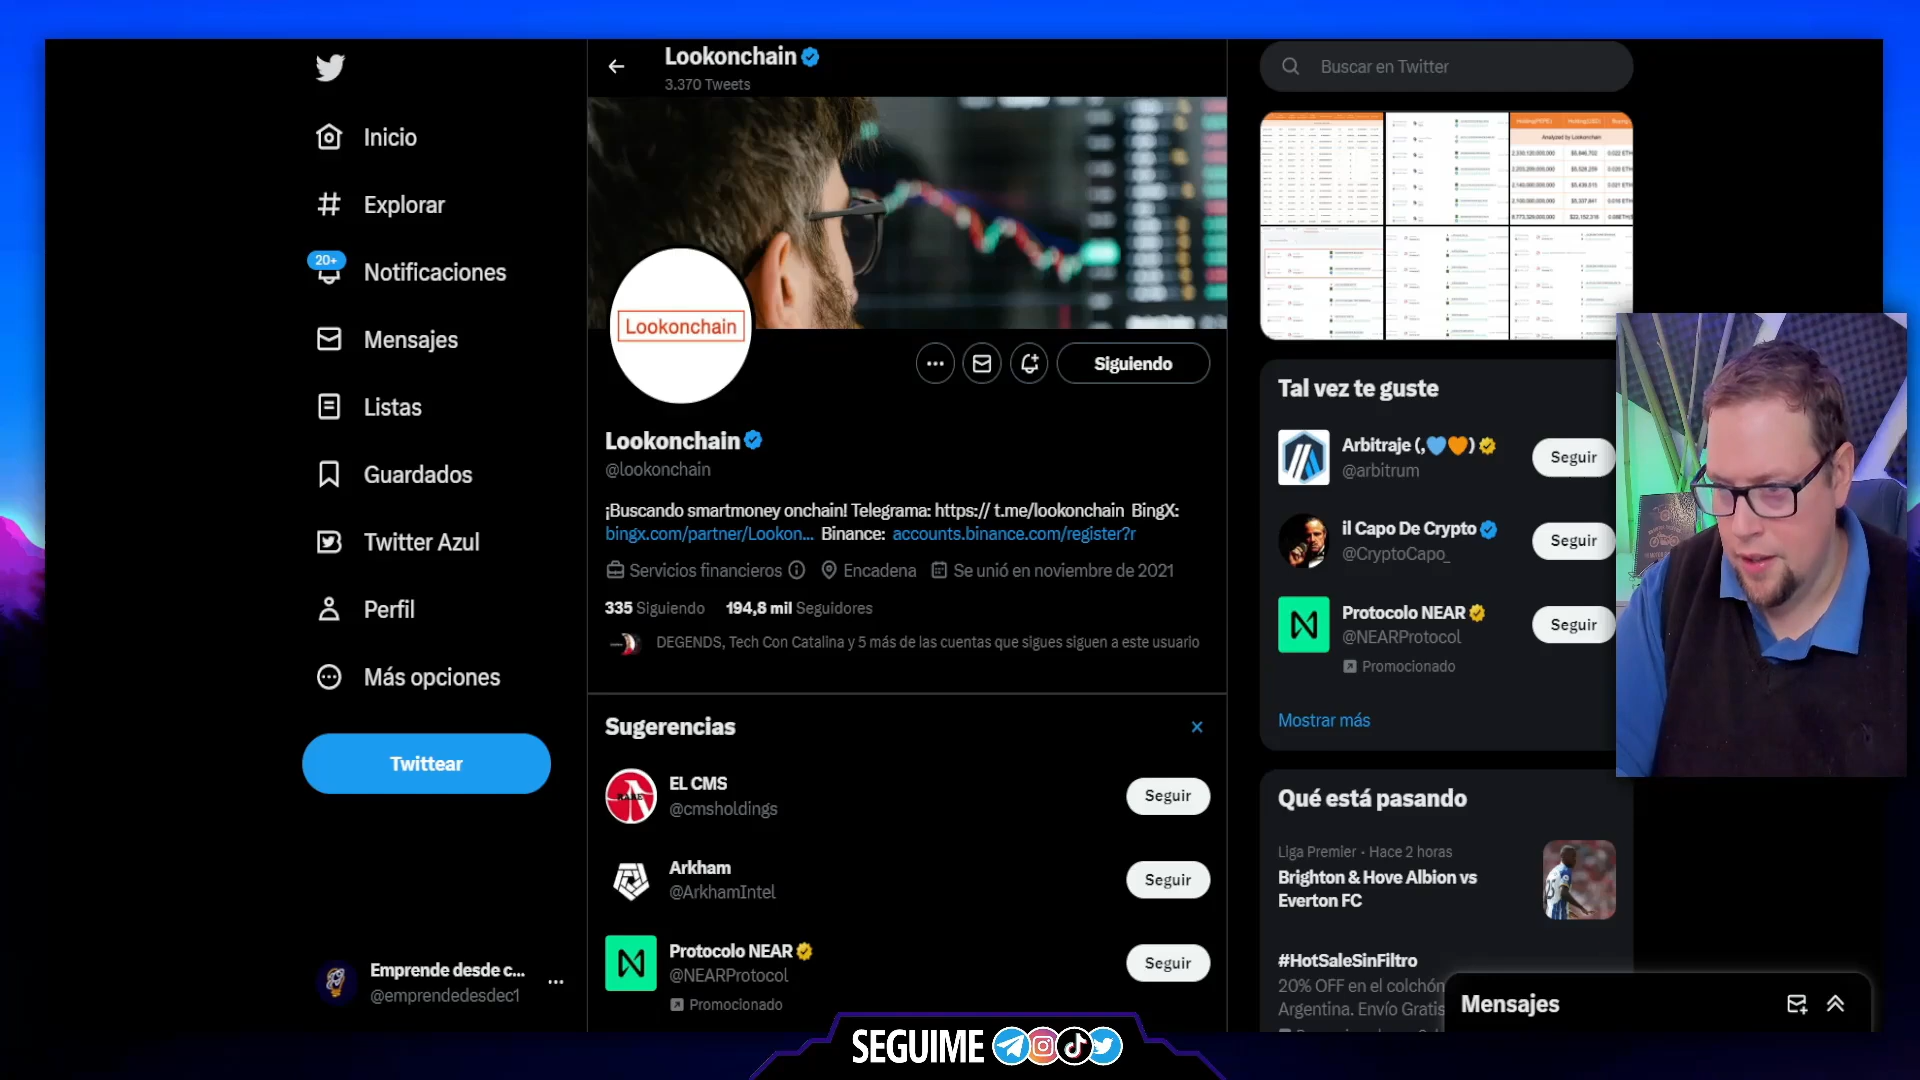 Lookonchain
3.370 Tweets
Buscar en Twitter
Inicio
Explorar
20+
Notificaciones
Mensajes
Listas
Guardados
Twitter Azul
Perfil
Más opciones
Twittear
Emprende desde c...
@emprendedesdec1
Lookonchain
Siguiendo
Lookonchain
@lookonchain
¡Buscando smartmoney onchain! Telegrama: https:// t.me/lookonchain BingX:
bingx.com/partner/Lookon... Binance: accounts.binance.com/register?r
Servicios financieros Encadena Se unió en noviembre de 2021
335 Siguiendo 194,8 mil Seguidores
DEGENDS, Tech Con Catalina y 5 más de las cuentas que sigues siguen a este usuario
Sugerencias
EL CMS
@cmsholdings
Seguir
Arkham
@ArkhamIntel
Seguir
Protocolo NEAR
@NEARProtocol
Promocionado
Seguir
Analyzed by Lookonchain
Tal vez te guste
Arbitraje (,💙🧡)
@arbitrum
Seguir
il Capo De Crypto
@CryptoCapo_
Seguir
Protocolo NEAR
@NEARProtocol
Promocionado
Seguir
Mostrar más
Qué está pasando
Liga Premier · Hace 2 horas
Brighton & Hove Albion vs
Everton FC
#HotSaleSinFiltro
20% OFF en el colchón
Argentina. Envío Gratis
Mensajes
SEGUIME